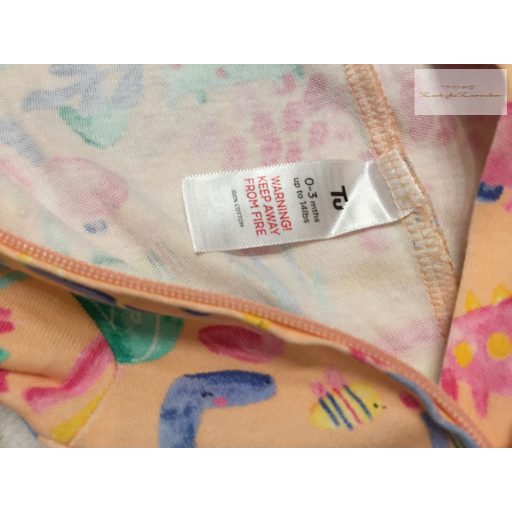 Tu
0-3 mths
up to 14lbs
WARNING!
KEEP AWAY
FROM FIRE
100% COTTON